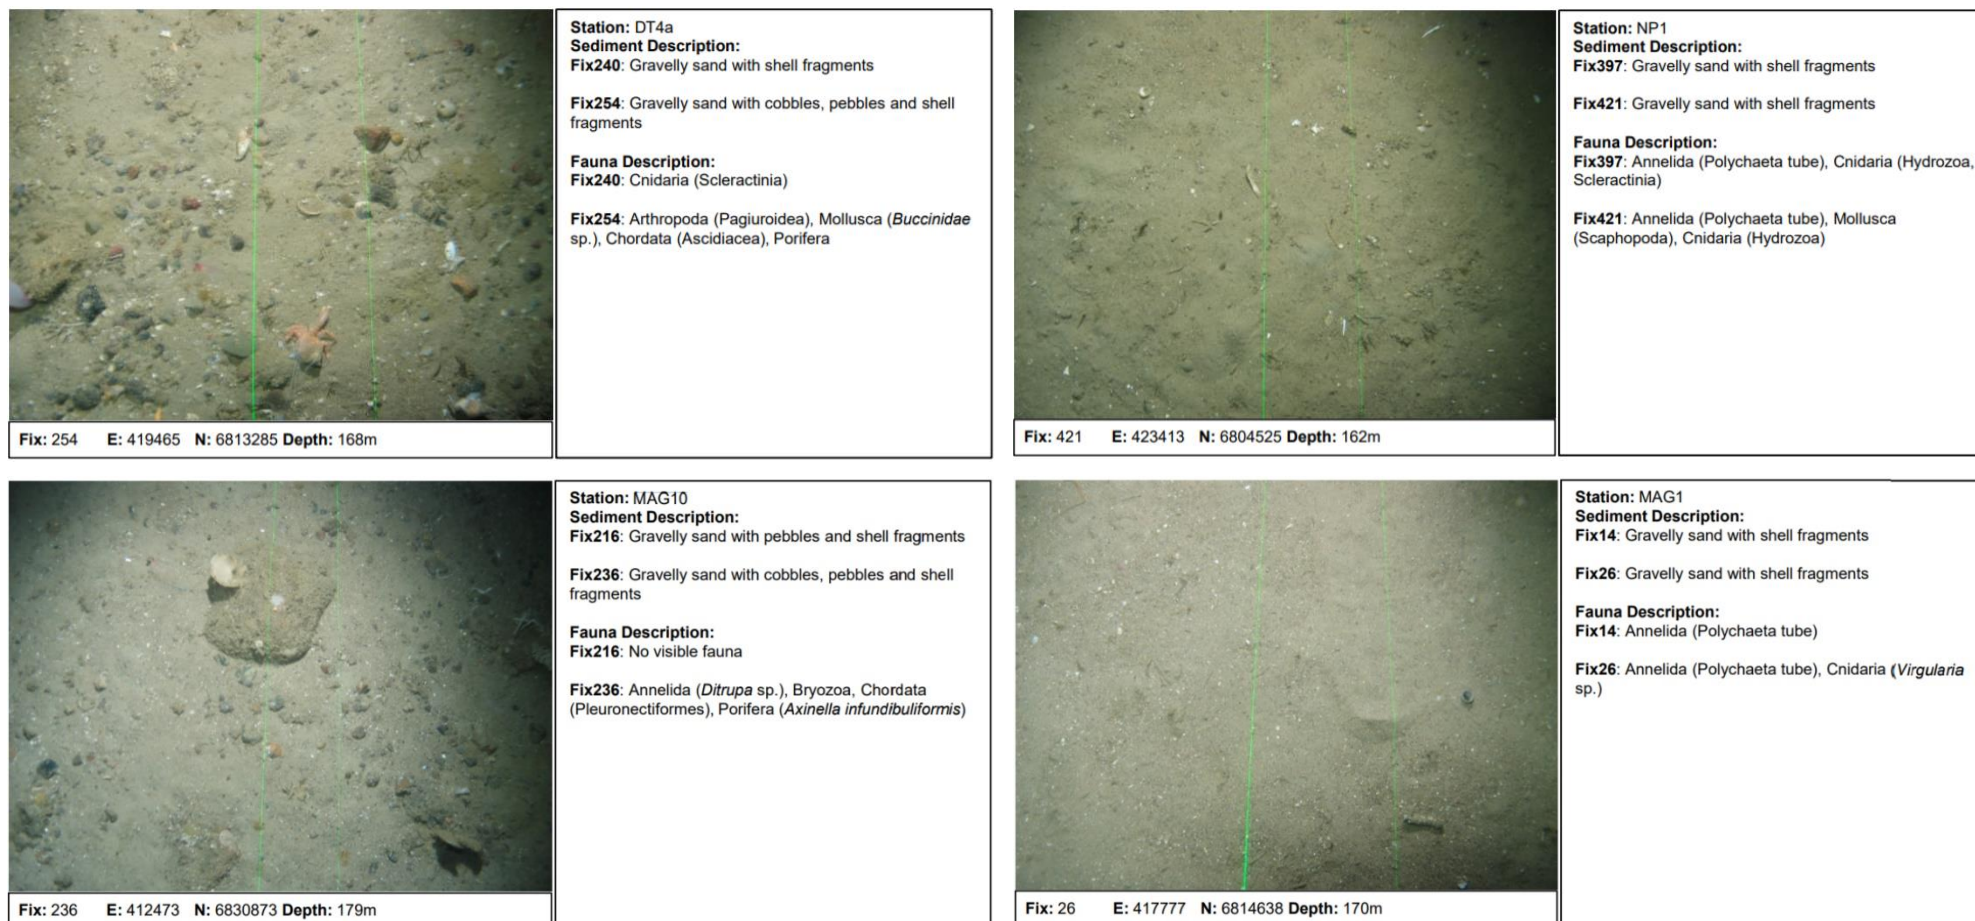 Station: DT4a
Sediment Description:
Fix240: Gravelly sand with shell fragments
Fix254: Gravelly sand with cobbles, pebbles and shell
fragments
Fauna Description:
Fix240: Cnidaria (Scleractinia)
Fix254: Arthropoda (Pagiuroidea), Mollusca (Buccinidae
sp.), Chordata (Ascidiacea), Porifera
Fix: 254 E: 419465 N: 6813285 Depth: 168m
Station: NP1
Sediment Description:
Fix397: Gravelly sand with shell fragments
Fix421: Gravelly sand with shell fragments
Fauna Description:
Fix397: Annelida (Polychaeta tube), Cnidaria (Hydrozoa,
Scleractinia)
Fix421: Annelida (Polychaeta tube), Mollusca
(Scaphopoda), Cnidaria (Hydrozoa)
Fix: 421 E: 423413 N: 6804525 Depth: 162m
Station: MAG10
Sediment Description:
Fix216: Gravelly sand with pebbles and shell fragments
Fix236: Gravelly sand with cobbles, pebbles and shell
fragments
Fauna Description:
Fix216: No visible fauna
Fix236: Annelida (Ditrupa sp.), Bryozoa, Chordata
(Pleuronectiformes), Porifera (Axinella infundibuliformis)
Fix: 236 E: 412473 N: 6830873 Depth: 179m
Station: MAG1
Sediment Description:
Fix14: Gravelly sand with shell fragments
Fix26: Gravelly sand with shell fragments
Fauna Description:
Fix14: Annelida (Polychaeta tube)
Fix26: Annelida (Polychaeta tube), Cnidaria (Virgularia
sp.)
Fix: 26 E: 417777 N: 6814638 Depth: 170m